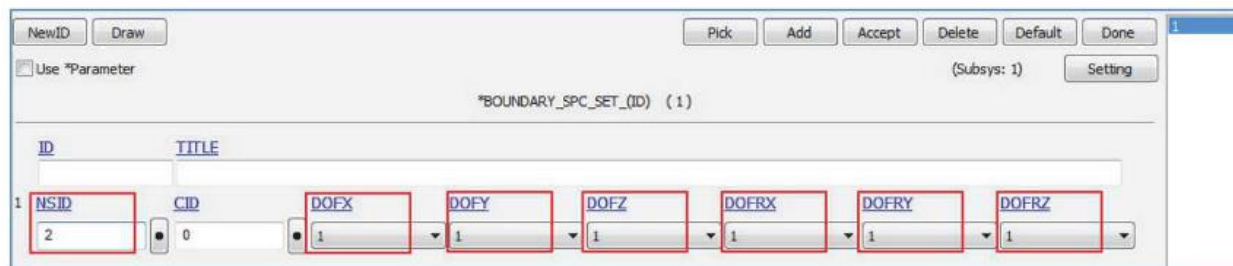 NewID Draw Pick Add Accept Delete Default Done 1
Use *Parameter (Subsys: 1) Setting
*BOUNDARY_SPC_SET_(ID) (1)
ID TITLE
1 NSID CID DOFX DOFY DOFZ DOFRX DOFRY DOFRZ
2 0 1 1 1 1 1 1